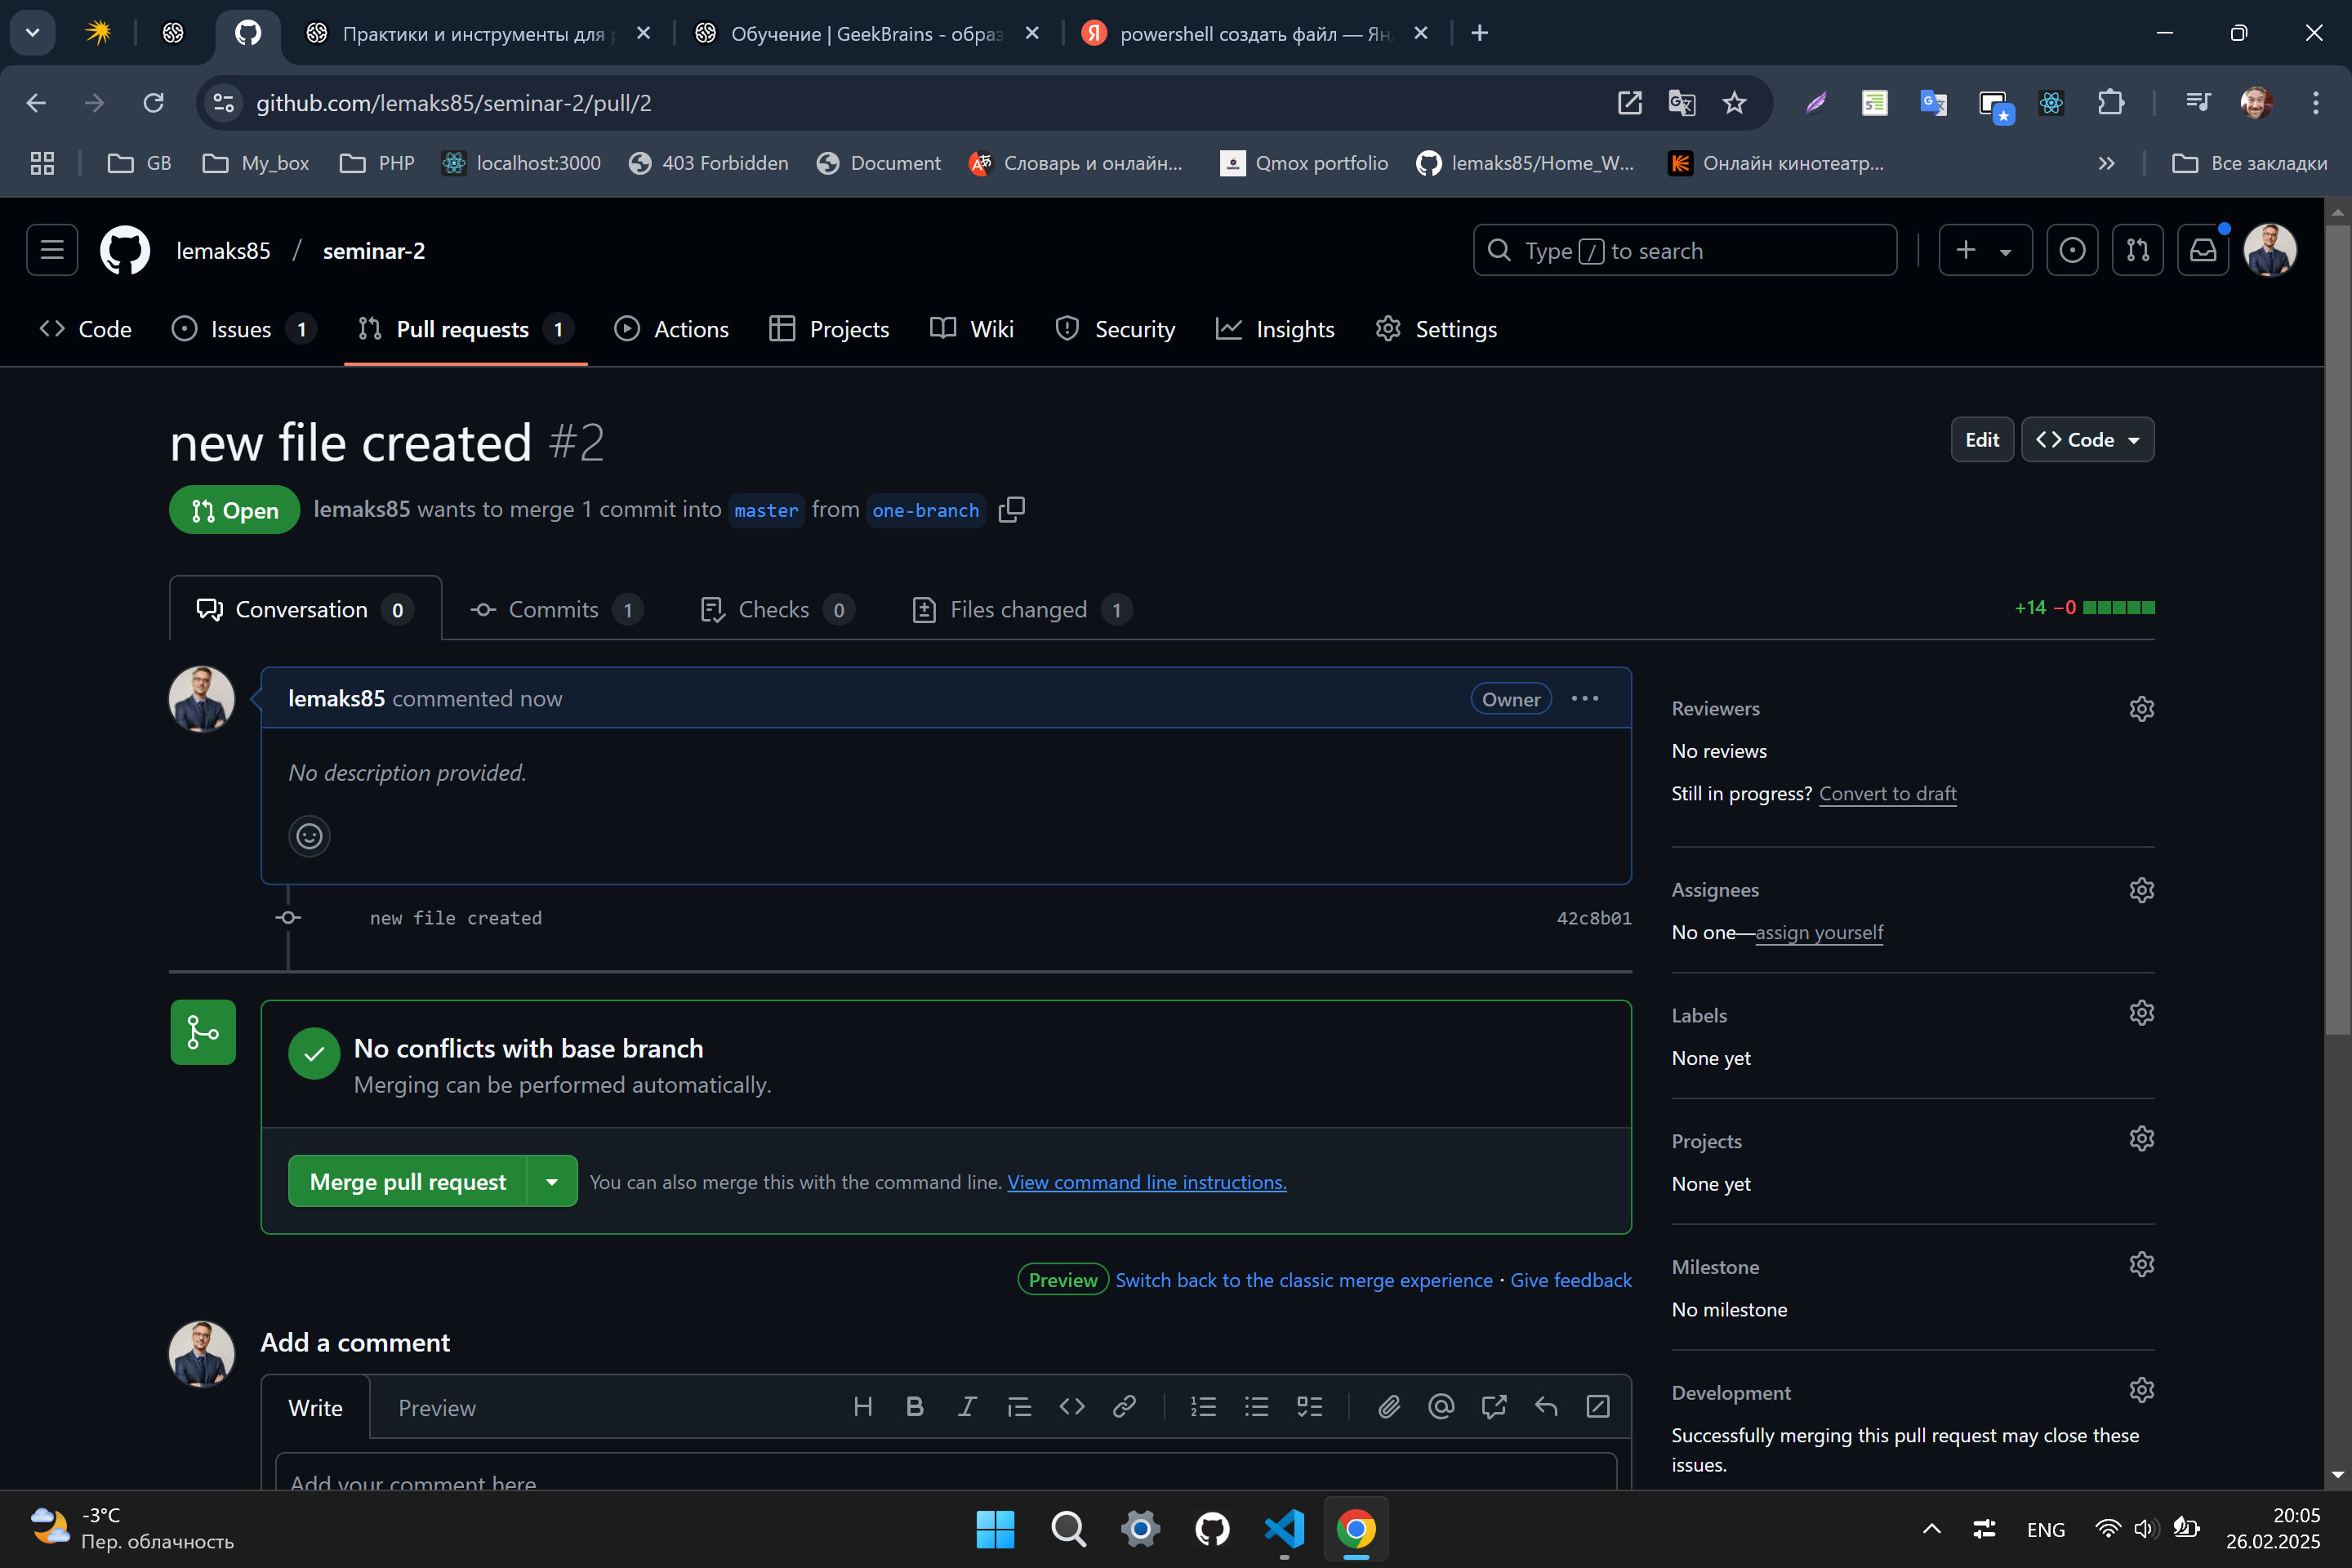 Практики и инструменты для
Обучение | GeekBrains - образ
powershell создать файл — Ян
github.com/lemaks85/seminar-2/pull/2
GB
My_box
PHP
localhost:3000
403 Forbidden
Document
Словарь и онлайн...
Qmox portfolio
lemaks85/Home_W...
Онлайн кинотеатр...
Все закладки
lemaks85 / seminar-2
Type / to search
Code
Issues 1
Pull requests 1
Actions
Projects
Wiki
Security
Insights
Settings
new file created #2
Edit
Code
Open
lemaks85 wants to merge 1 commit into master from one-branch
Conversation 0
Commits 1
Checks 0
Files changed 1
+14 −0
lemaks85 commented now
Owner
No description provided.
new file created
42c8b01
No conflicts with base branch
Merging can be performed automatically.
Merge pull request
You can also merge this with the command line. View command line instructions.
Preview Switch back to the classic merge experience · Give feedback
Add a comment
Write
Preview
Add your comment here
Reviewers
No reviews
Still in progress? Convert to draft
Assignees
No one—assign yourself
Labels
None yet
Projects
None yet
Milestone
No milestone
Development
Successfully merging this pull request may close these
issues.
-3°C
Пер. облачность
ENG
20:05
26.02.2025